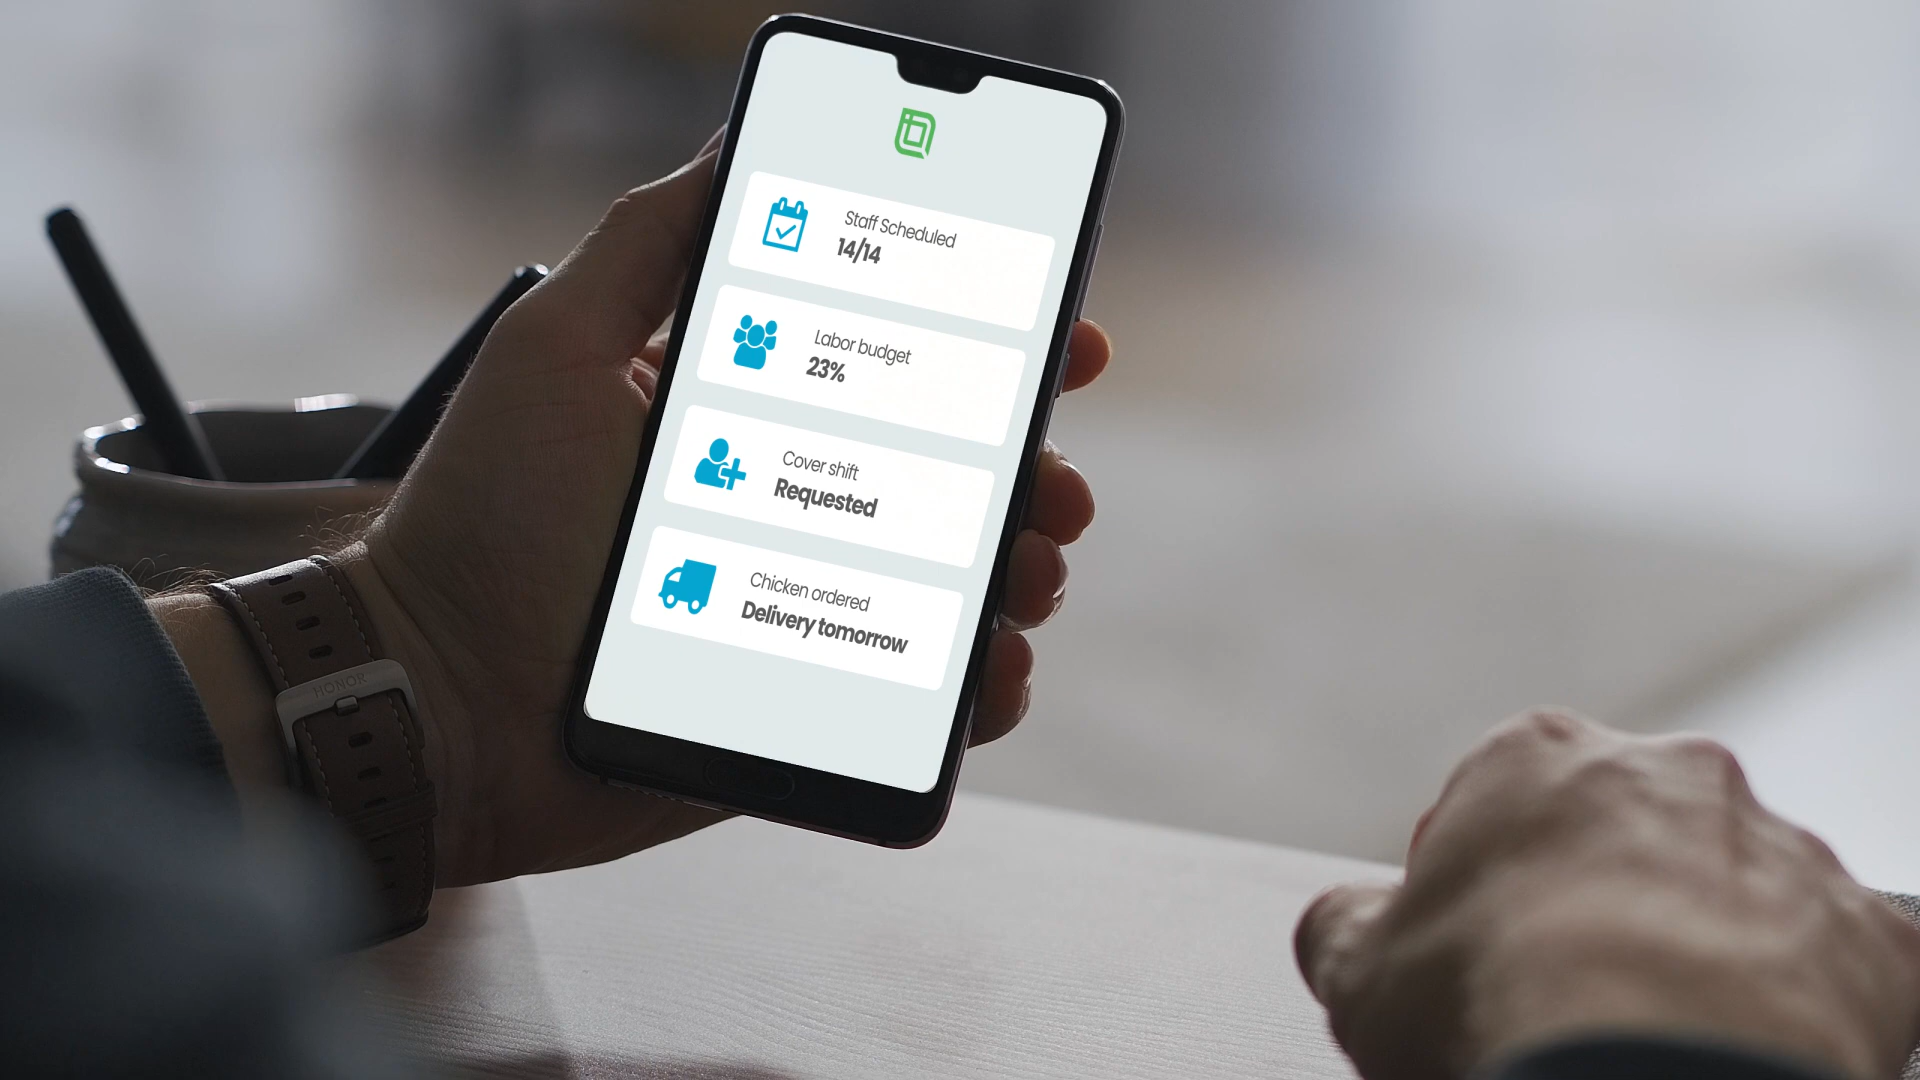 Staff Scheduled
14/14
Labor budget
23%
Cover shift
Requested
Chicken ordered
Delivery tomorrow
HONOR